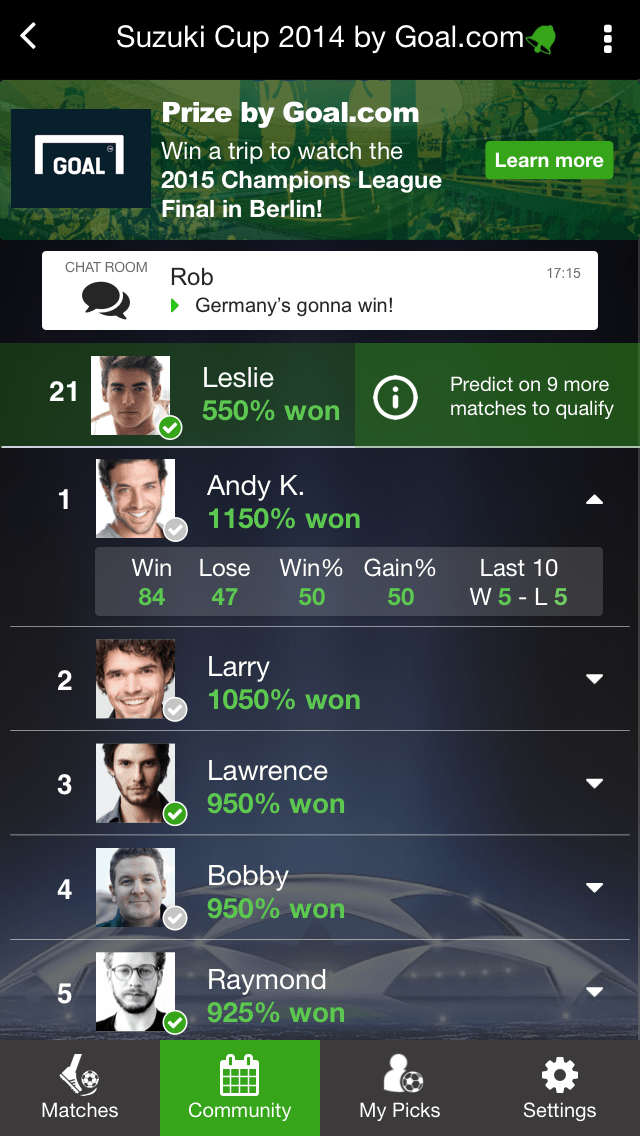 Suzuki Cup 2014 by Goal.com
GOAL
Prize by Goal.com
Win a trip to watch the
2015 Champions League
Final in Berlin!
Learn more
CHAT ROOM
Rob
17:15
Germany's gonna win!
21
Leslie
550% won
Predict on 9 more
matches to qualify
1
Andy K.
1150% won
Win Lose Win% Gain% Last 10
84 47 50 50 W 5 - L 5
2
Larry
1050% won
3
Lawrence
950% won
4
Bobby
950% won
5
Raymond
925% won
Matches Community My Picks Settings